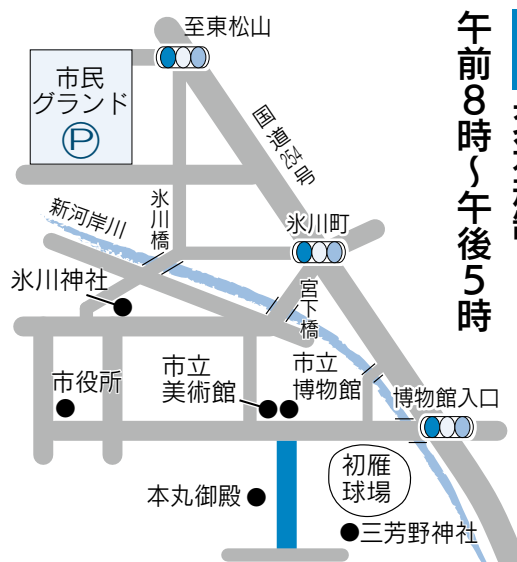 午前8時〜午後5時
至東松山
市民
グランド
P
国道254号
新河岸川
氷川橋
氷川町
氷川神社
宮下橋
市役所
市立
美術館
市立
博物館
博物館入口
初雁
球場
本丸御殿
三芳野神社